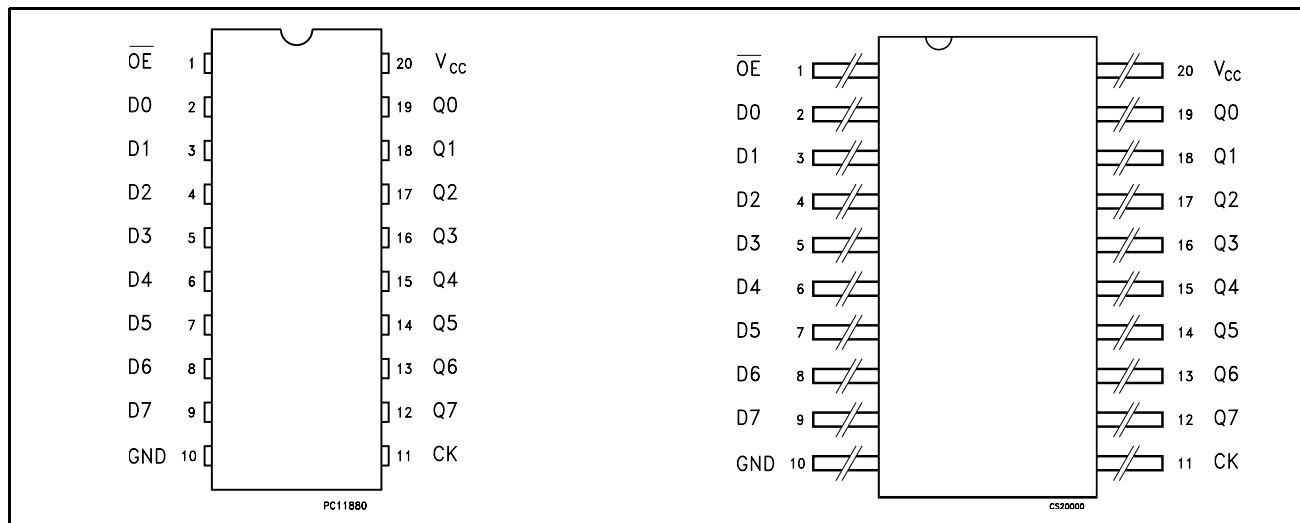 O̅E̅ 1 20 VCC
D0 2 19 Q0
D1 3 18 Q1
D2 4 17 Q2
D3 5 16 Q3
D4 6 15 Q4
D5 7 14 Q5
D6 8 13 Q6
D7 9 12 Q7
GND 10 11 CK
PC11880
O̅E̅ 1 20 VCC
D0 2 19 Q0
D1 3 18 Q1
D2 4 17 Q2
D3 5 16 Q3
D4 6 15 Q4
D5 7 14 Q5
D6 8 13 Q6
D7 9 12 Q7
GND 10 11 CK
CS20000